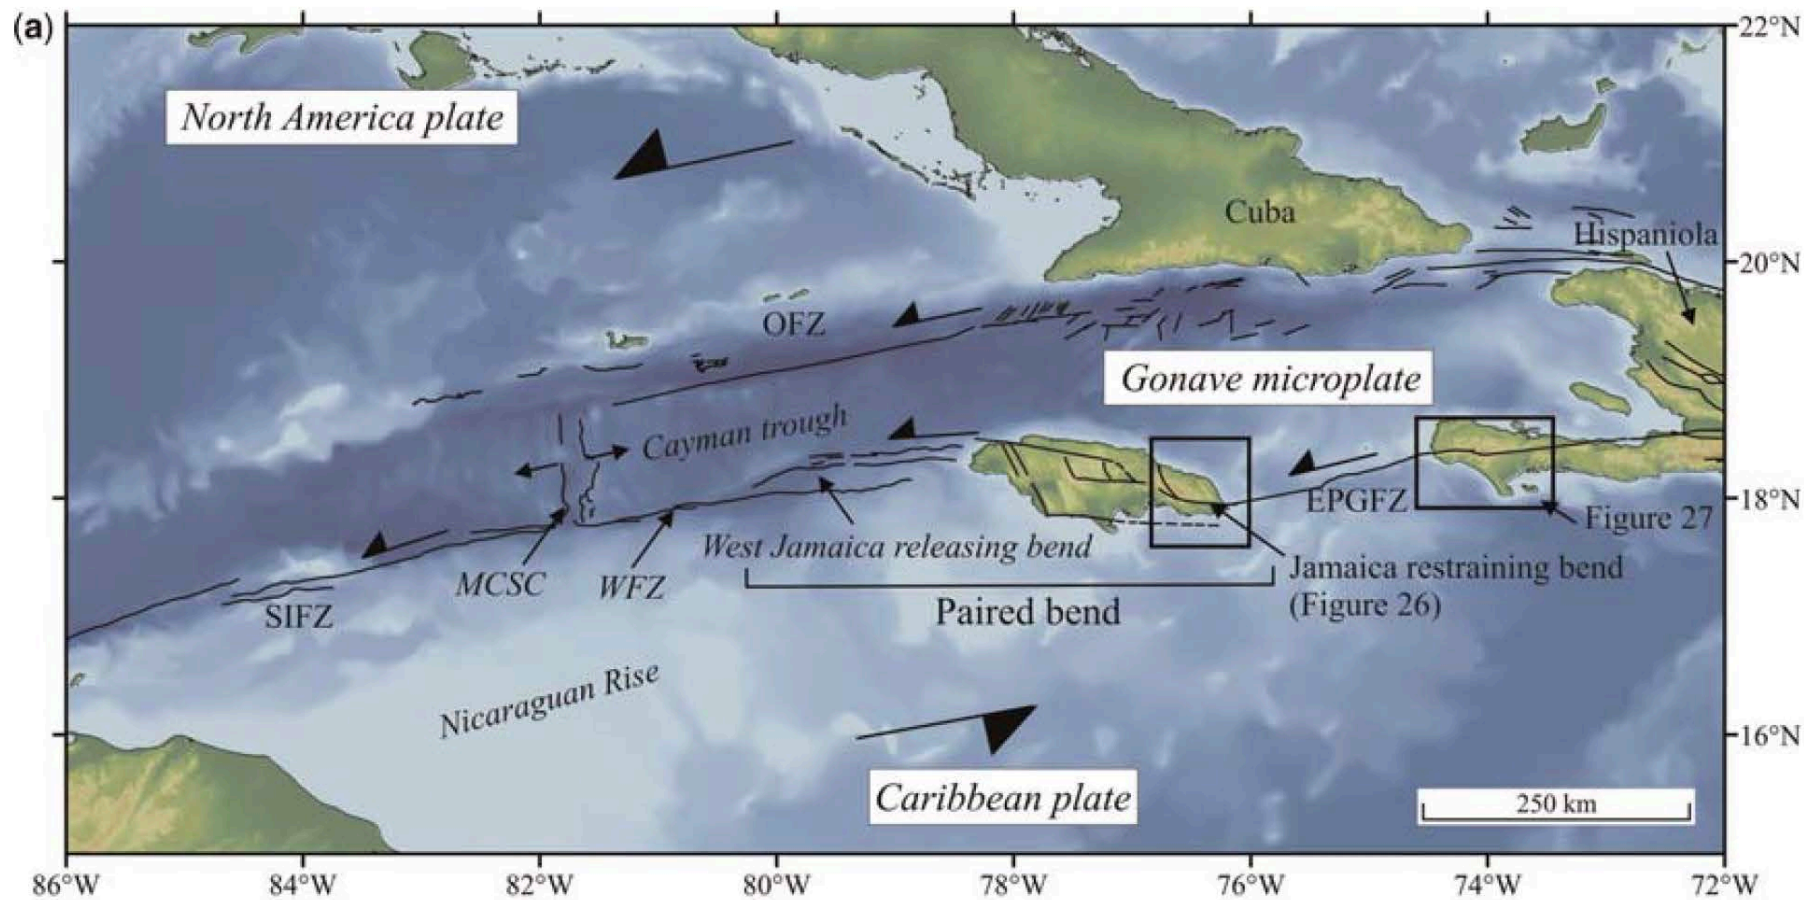 (a)
22°N
North America plate
Cuba
Hispaniola
20°N
OFZ
Gonave microplate
Cayman trough
18°N
EPGFZ
Figure 27
West Jamaica releasing bend
MCSC
WFZ
Jamaica restraining bend
(Figure 26)
SIFZ
Paired bend
Nicaraguan Rise
16°N
Caribbean plate
250 km
86°W
84°W
82°W
80°W
78°W
76°W
74°W
72°W